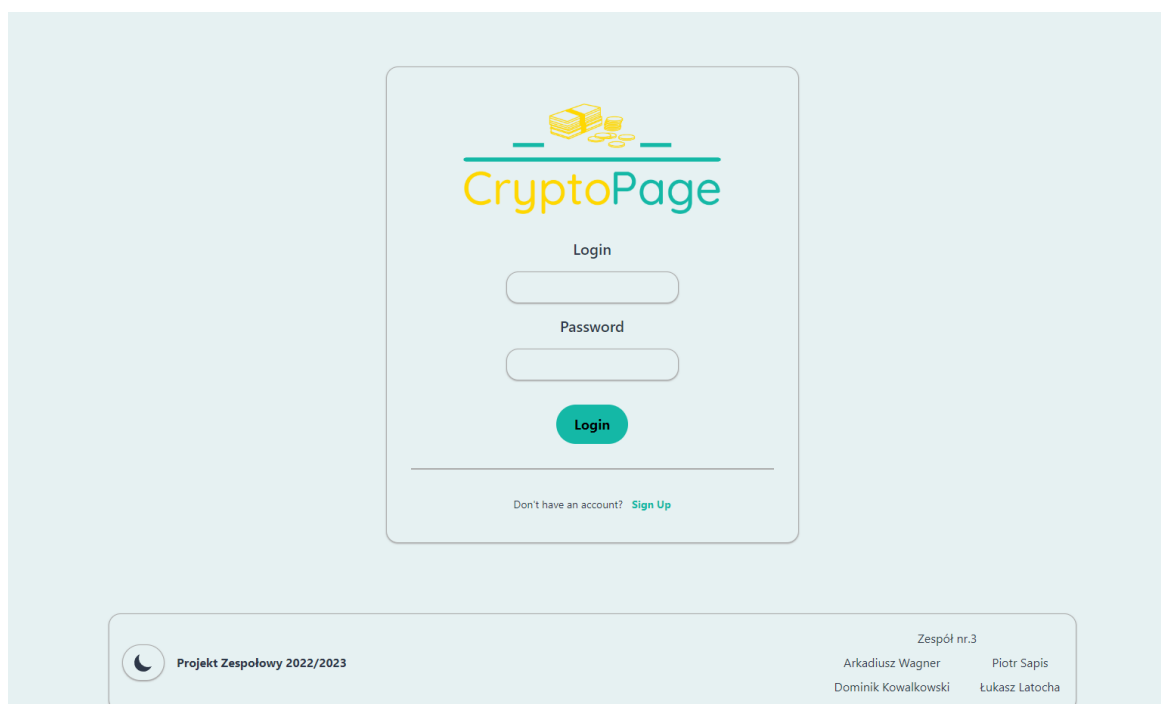 CryptoPage
Login
Password
Login
Don't have an account? Sign Up
Projekt Zespołowy 2022/2023
Zespół nr.3
Arkadiusz Wagner Piotr Sapis
Dominik Kowalkowski Łukasz Latocha